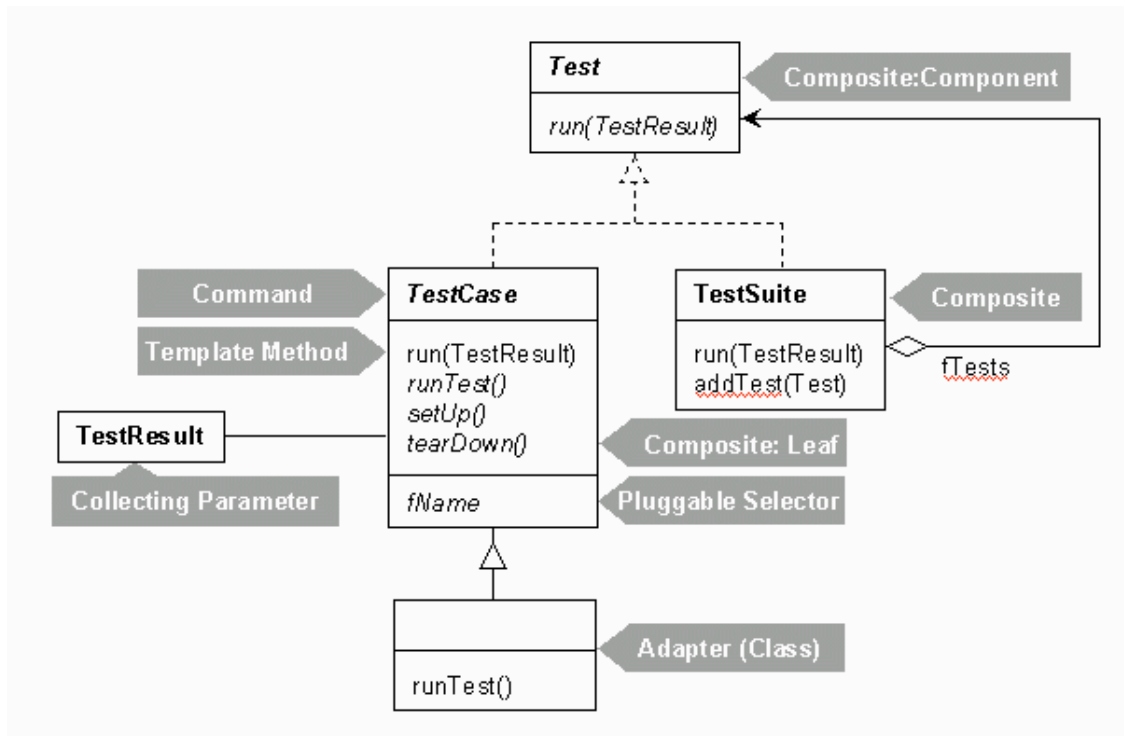 Test
Composite:Component
run(TestResult)
Command
TestCase
TestSuite
Composite
Template Method
run(TestResult)
runTest()
setUp()
tearDown()
run(TestResult)
addTest(Test)
fTests
TestResult
Composite: Leaf
Collecting Parameter
fName
Pluggable Selector
Adapter (Class)
runTest()